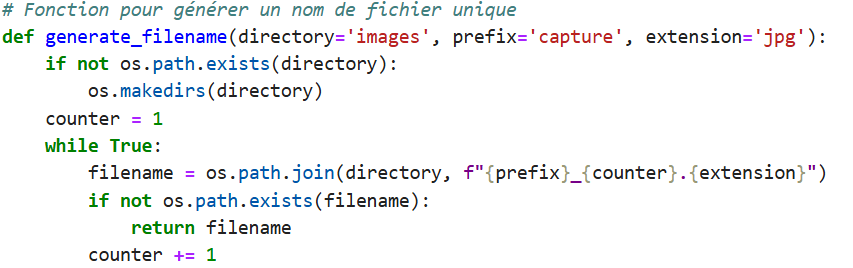 # Fonction pour générer un nom de fichier unique
def generate_filename(directory='images', prefix='capture', extension='jpg'):
    if not os.path.exists(directory):
        os.makedirs(directory)
    counter = 1
    while True:
        filename = os.path.join(directory, f"{prefix}_{counter}.{extension}")
        if not os.path.exists(filename):
            return filename
        counter += 1